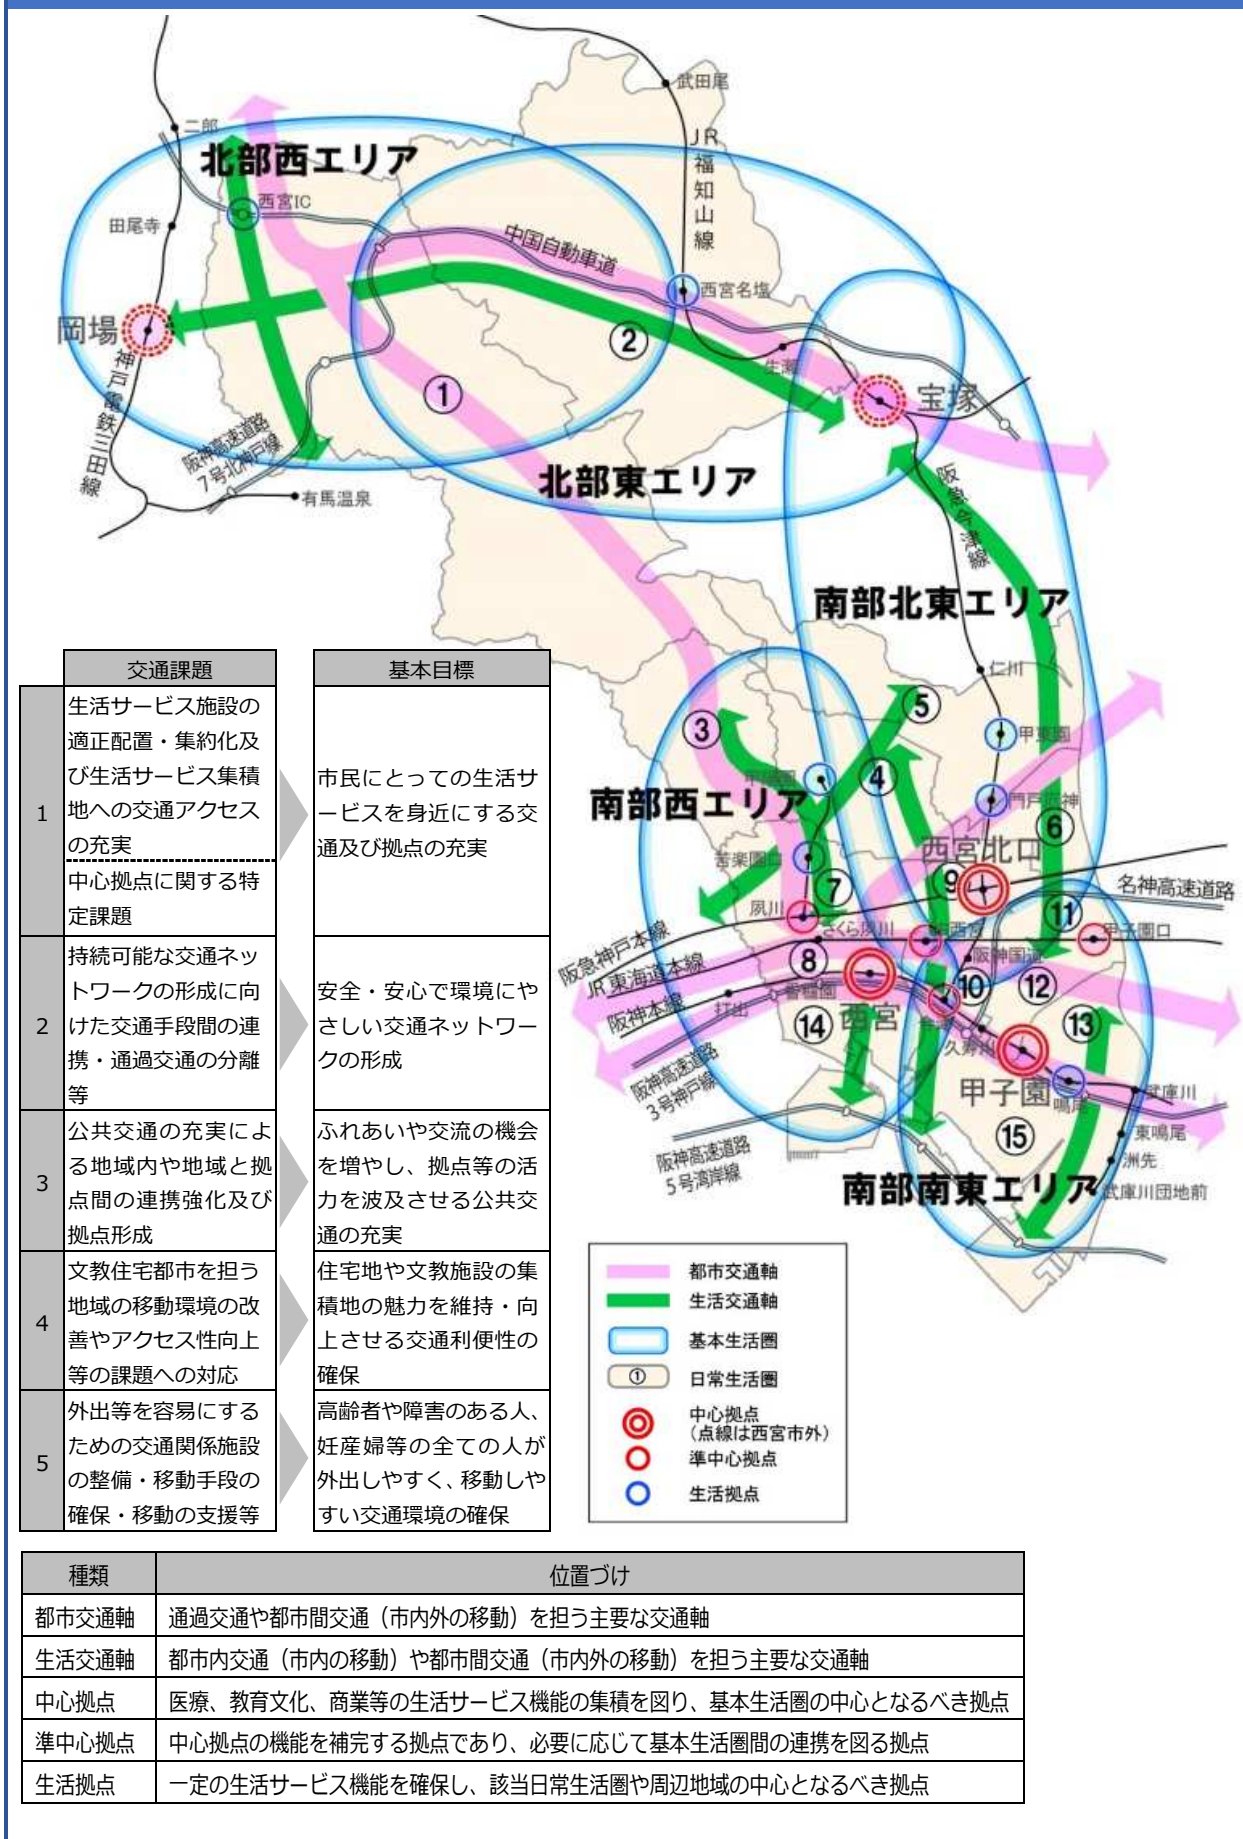 武田尾
二郎
北部西エリア
JR福知山線
西宮IC
田尾寺
中国自動車道
西宮名塩
岡場
②
生瀬
神戸電鉄三田線
①
宝塚
阪神高速道路
7号北神戸線
有馬温泉
北部東エリア
阪急今津線
南部北東エリア
仁川
③
⑤
甲東園
④
甲陽園
南部西エリア
門戸厄神
⑥
苦楽園口
西宮北口
⑦
⑨
名神高速道路
夙川
⑪
さくら夙川
JR西宮
甲子園口
阪急神戸本線
JR東海道本線
阪神国道
⑧
⑩
⑫
香櫨園
打出
阪神本線
西宮
今津
⑬
⑭
久寿川
阪神高速道路
3号神戸線
甲子園
鳴尾
武庫川
東鳴尾
⑮
阪神高速道路
5号湾岸線
洲先
南部南東エリア
武庫川団地前
交通課題
基本目標
1
生活サービス施設の
適正配置・集約化及
び生活サービス集積
地への交通アクセス
の充実
中心拠点に関する特
定課題
市民にとっての生活サ
ービスを身近にする交
通及び拠点の充実
2
持続可能な交通ネッ
トワークの形成に向
けた交通手段間の連
携・通過交通の分離
等
安全・安心で環境にや
さしい交通ネットワー
クの形成
3
公共交通の充実によ
る地域内や地域と拠
点間の連携強化及び
拠点形成
ふれあいや交流の機会
を増やし、拠点等の活
力を波及させる公共交
通の充実
4
文教住宅都市を担う
地域の移動環境の改
善やアクセス性向上
等の課題への対応
住宅地や文教施設の集
積地の魅力を維持・向
上させる交通利便性の
確保
5
外出等を容易にする
ための交通関係施設
の整備・移動手段の
確保・移動の支援等
高齢者や障害のある人、
妊産婦等の全ての人が
外出しやすく、移動しや
すい交通環境の確保
都市交通軸
生活交通軸
基本生活圏
① 日常生活圏
中心拠点
(点線は西宮市外)
準中心拠点
生活拠点
種類 位置づけ
都市交通軸 通過交通や都市間交通（市内外の移動）を担う主要な交通軸
生活交通軸 都市内交通（市内の移動）や都市間交通（市内外の移動）を担う主要な交通軸
中心拠点 医療、教育文化、商業等の生活サービス機能の集積を図り、基本生活圏の中心となるべき拠点
準中心拠点 中心拠点の機能を補完する拠点であり、必要に応じて基本生活圏間の連携を図る拠点
生活拠点 一定の生活サービス機能を確保し、該当日常生活圏や周辺地域の中心となるべき拠点